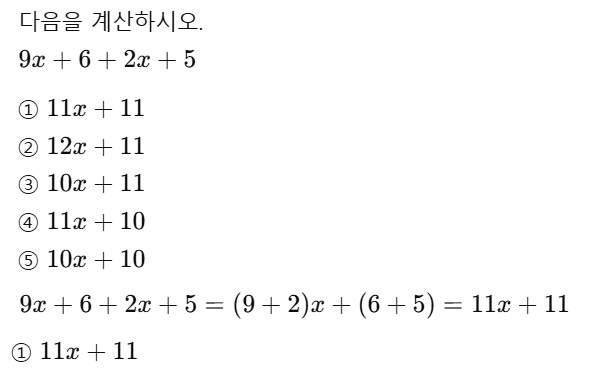 다음을 계산하시오.
9x + 6 + 2x + 5
① 11x + 11
② 12x + 11
③ 10x + 11
④ 11x + 10
⑤ 10x + 10
9x + 6 + 2x + 5 = (9 + 2)x + (6 + 5) = 11x + 11
① 11x + 11